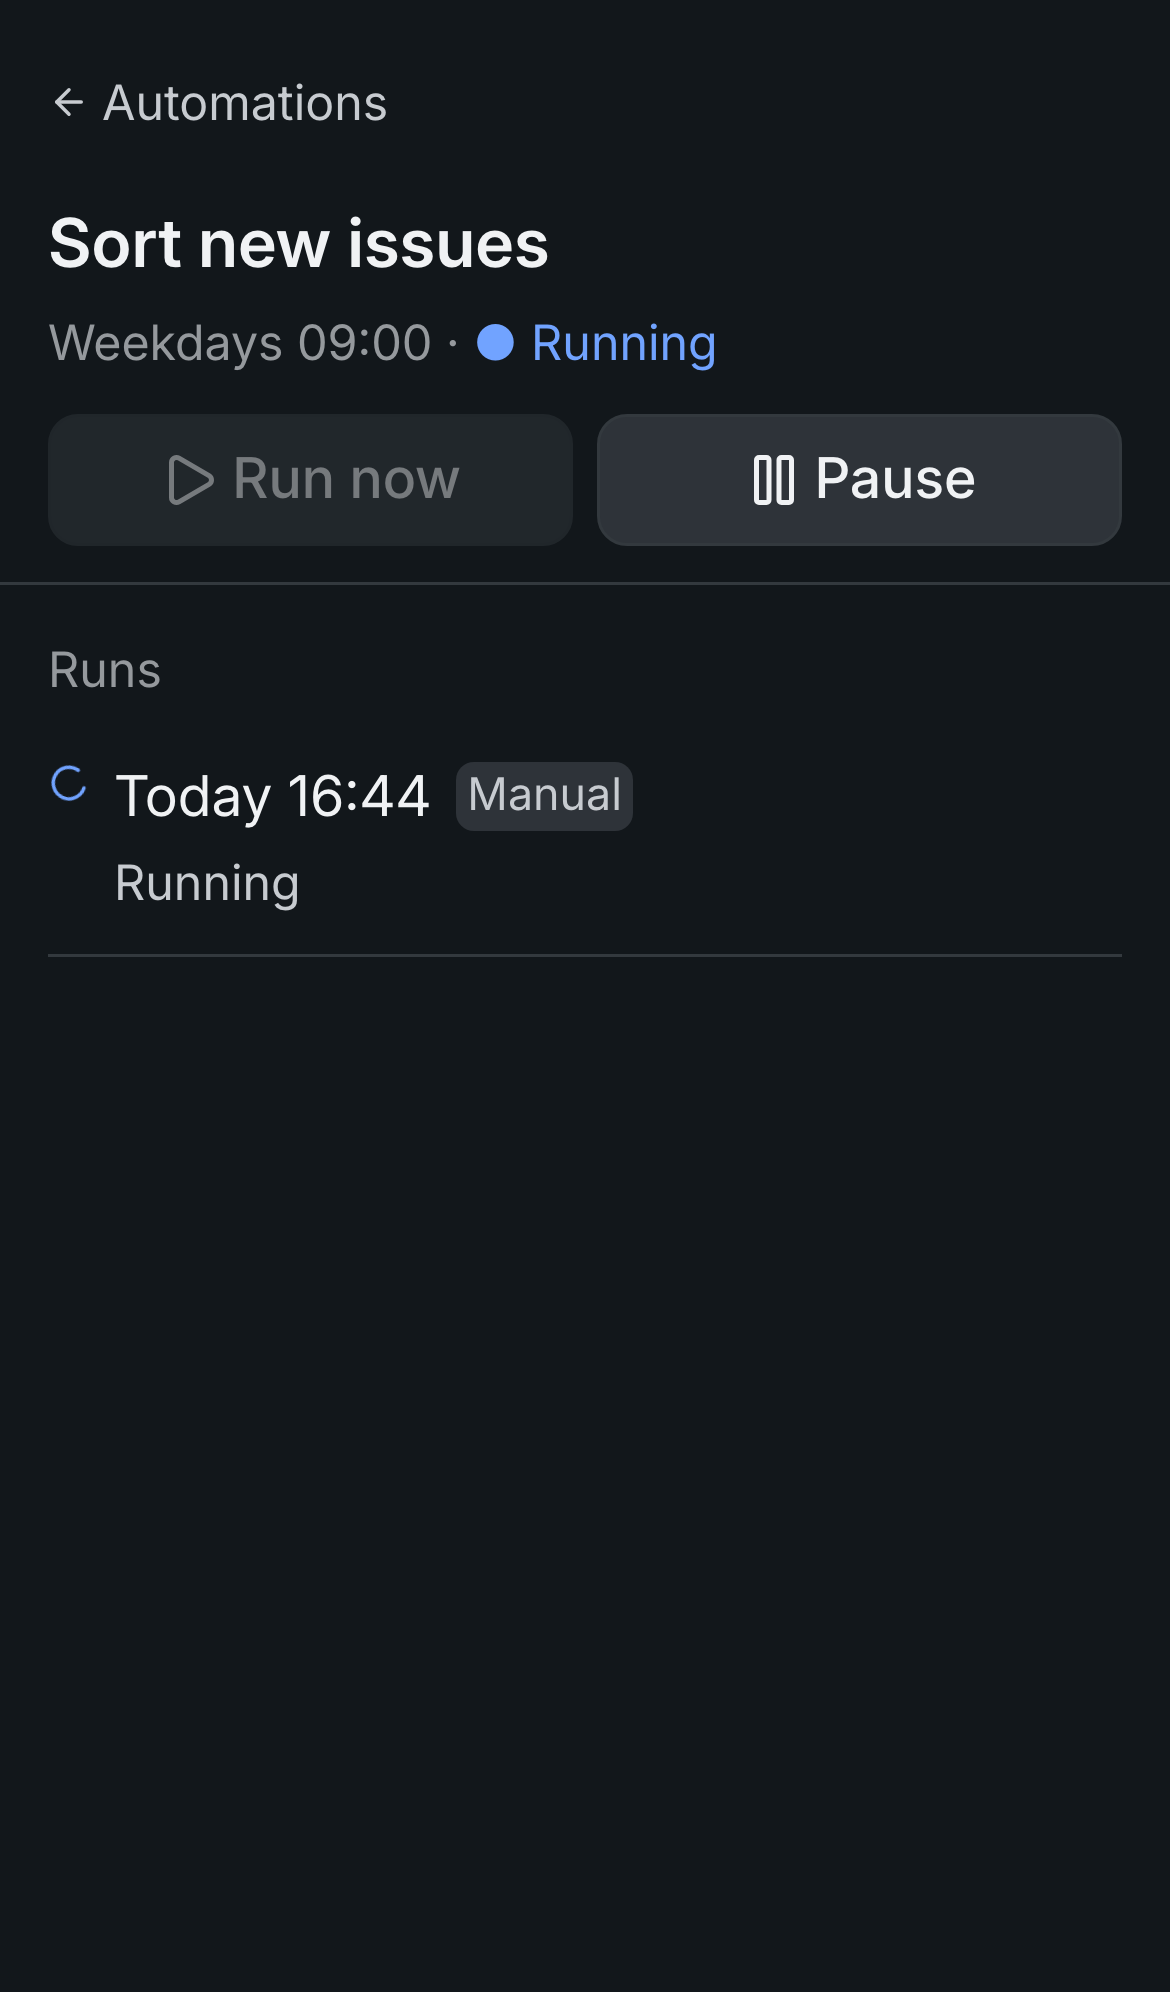 Automations
Sort new issues
Weekdays 09:00 · Running
Run now
Pause
Runs
Today 16:44 Manual
Running